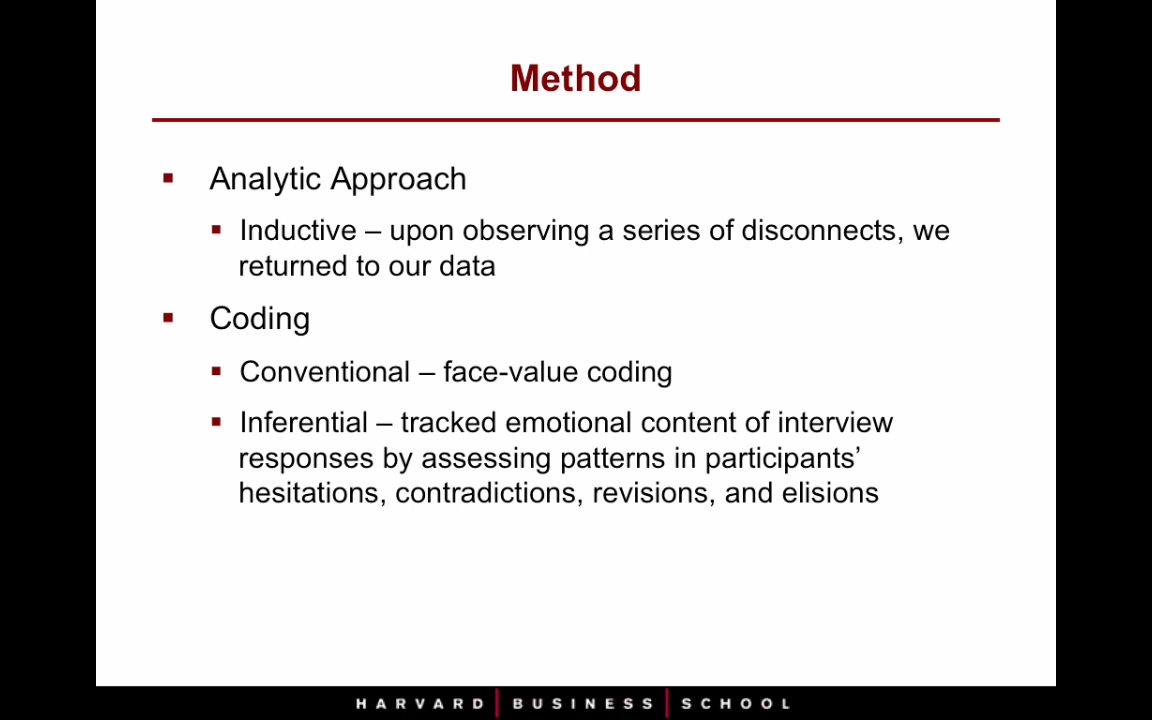 Method
▪ Analytic Approach
▪ Inductive – upon observing a series of disconnects, we
returned to our data
▪ Coding
▪ Conventional – face-value coding
▪ Inferential – tracked emotional content of interview
responses by assessing patterns in participants’
hesitations, contradictions, revisions, and elisions
HARVARD | BUSINESS | SCHOOL